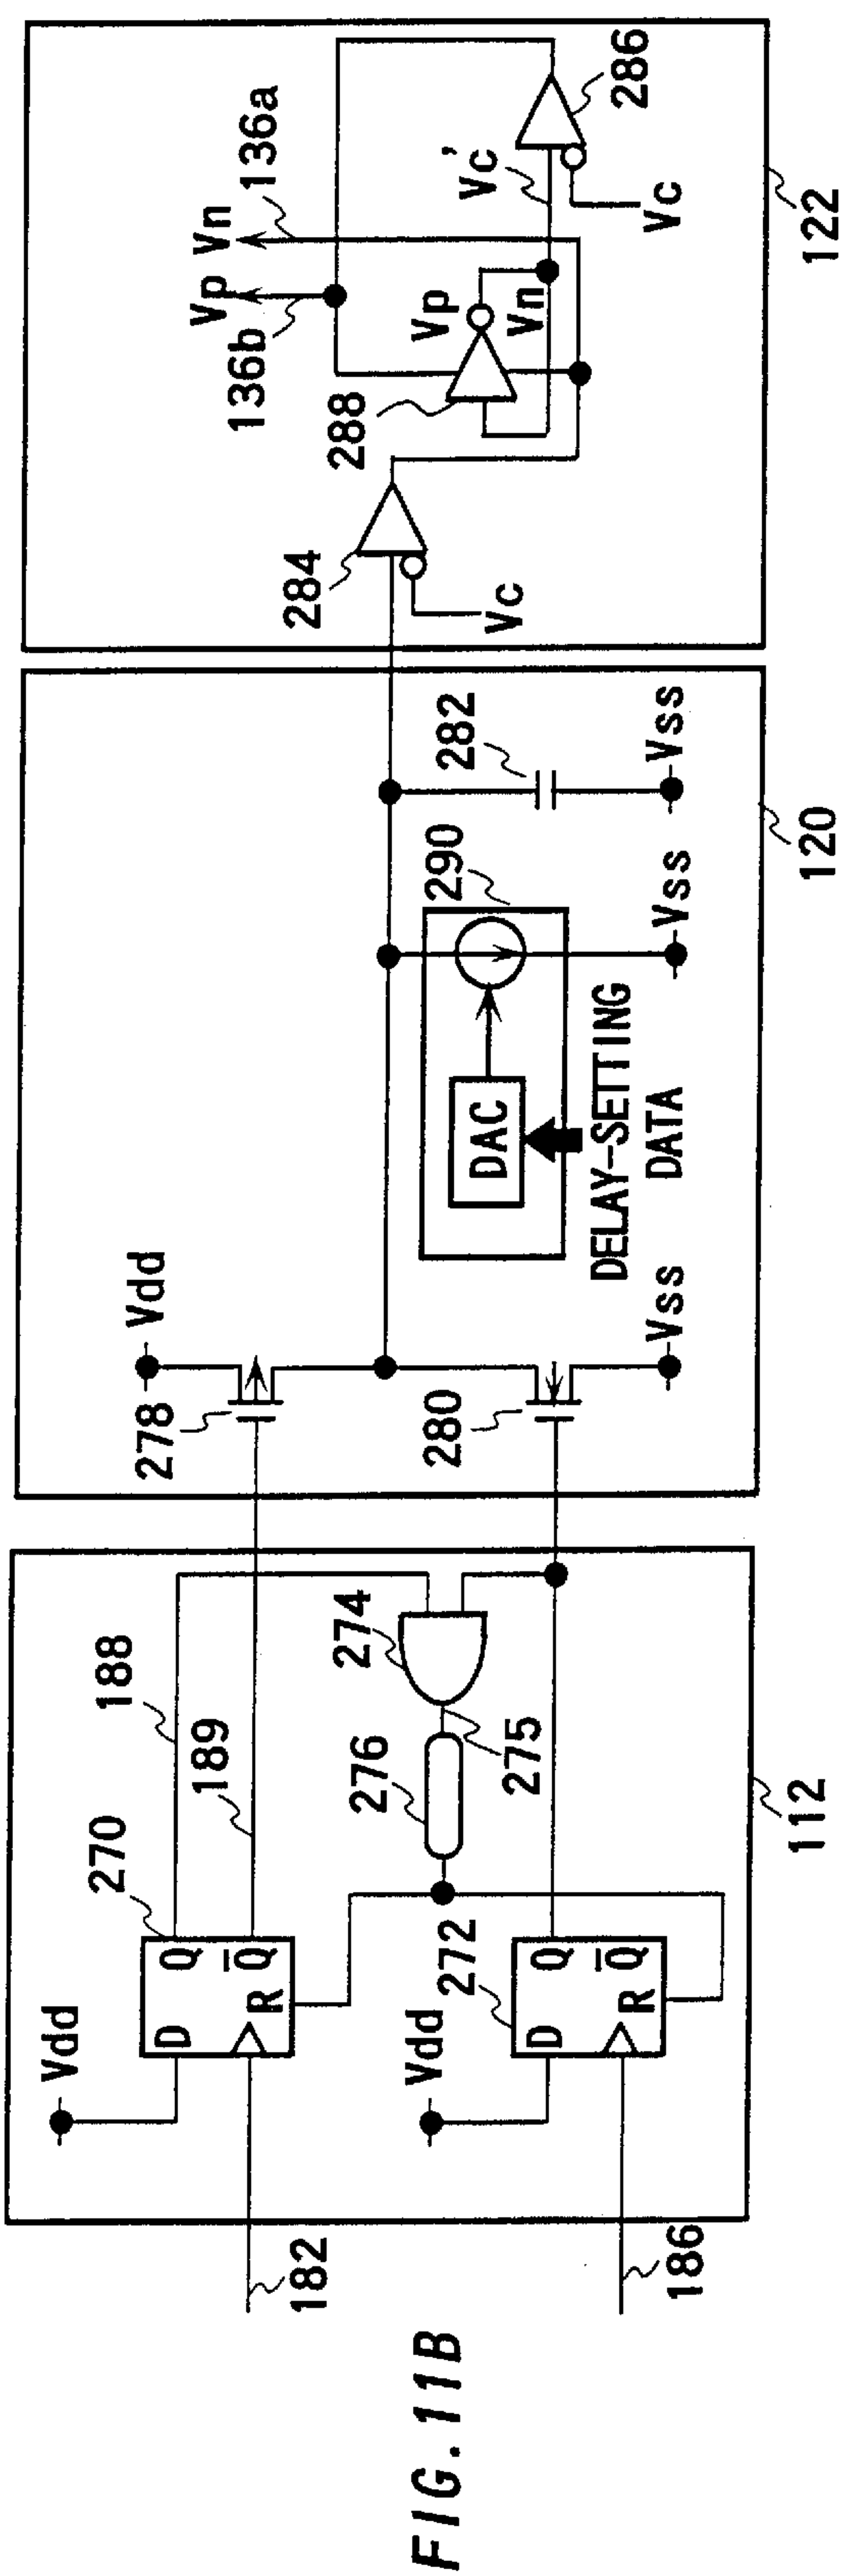 Vdd
270
188
D
Q
Q̅
R
189
182
274
276
275
Vdd
272
D
Q
Q̅
R
186
112
Vdd
278
280
Vss
DAC
DELAY-SETTING
DATA
290
Vss
282
Vss
120
284
Vc
288
Vp
Vn
136b
Vp
Vn
136a
Vc'
286
Vc
122
FIG. 11B